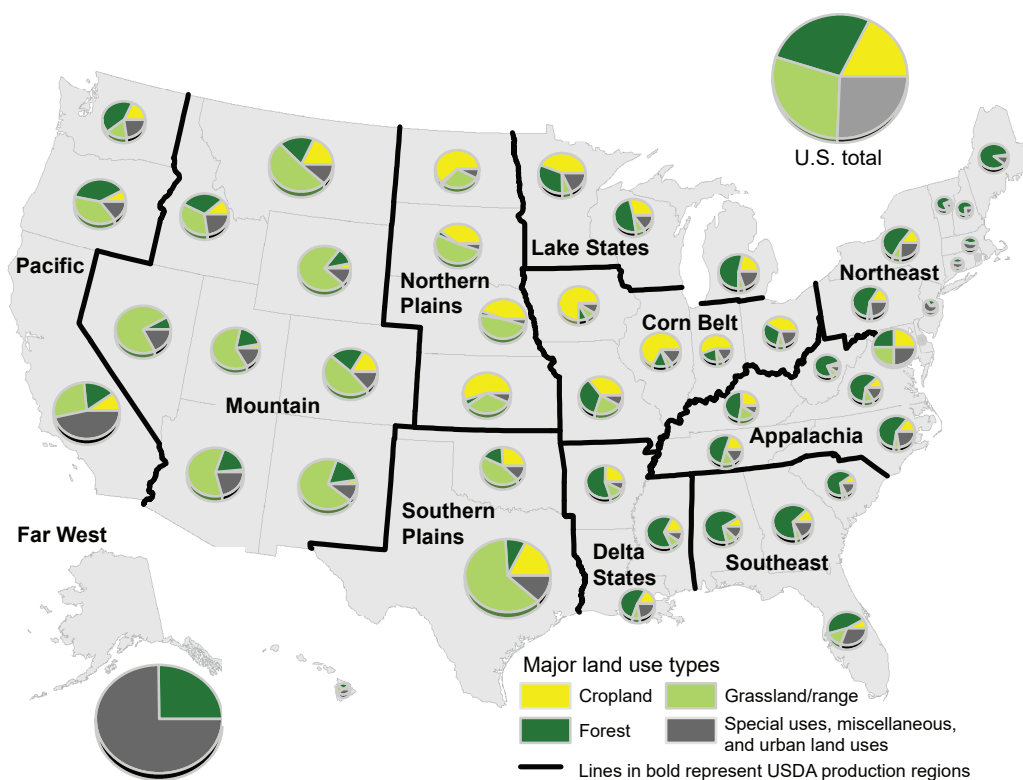 U.S. total
Pacific
Northern
Plains
Lake States
Northeast
Corn Belt
Mountain
Appalachia
Southern
Plains
Far West
Delta
States
Southeast
Major land use types
Cropland
Grassland/range
Forest
Special uses, miscellaneous,
and urban land uses
Lines in bold represent USDA production regions